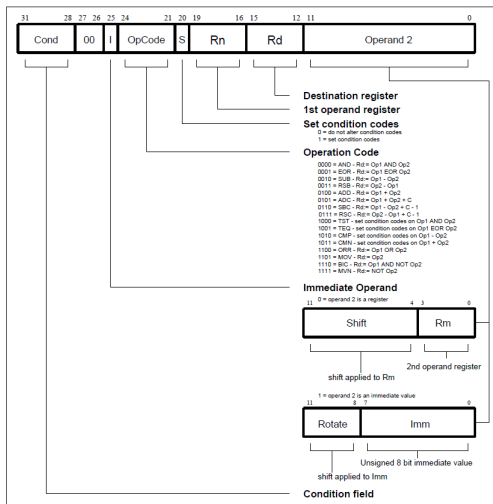 31 28 27 26 25 24 21 20 19 16 15 12 11 0
Cond 00 I OpCode S Rn Rd Operand 2
Destination register
1st operand register
Set condition codes
0 = do not alter condition codes
1 = set condition codes
Operation Code
0000 = AND - Rd:= Op1 AND Op2
0001 = EOR - Rd:= Op1 EOR Op2
0010 = SUB - Rd:= Op1 - Op2
0011 = RSB - Rd:= Op2 - Op1
0100 = ADD - Rd:= Op1 + Op2
0101 = ADC - Rd:= Op1 + Op2 + C
0110 = SBC - Rd:= Op1 - Op2 + C - 1
0111 = RSC - Rd:= Op2 - Op1 + C - 1
1000 = TST - set condition codes on Op1 AND Op2
1001 = TEQ - set condition codes on Op1 EOR Op2
1010 = CMP - set condition codes on Op1 - Op2
1011 = CMN - set condition codes on Op1 + Op2
1100 = ORR - Rd:= Op1 OR Op2
1101 = MOV - Rd:= Op2
1110 = BIC - Rd:= Op1 AND NOT Op2
1111 = MVN - Rd:= NOT Op2
Immediate Operand
0 = operand 2 is a register
11 4 3 0
Shift Rm
2nd operand register
shift applied to Rm
1 = operand 2 is an immediate value
11 8 7 0
Rotate Imm
Unsigned 8 bit immediate value
shift applied to Imm
Condition field